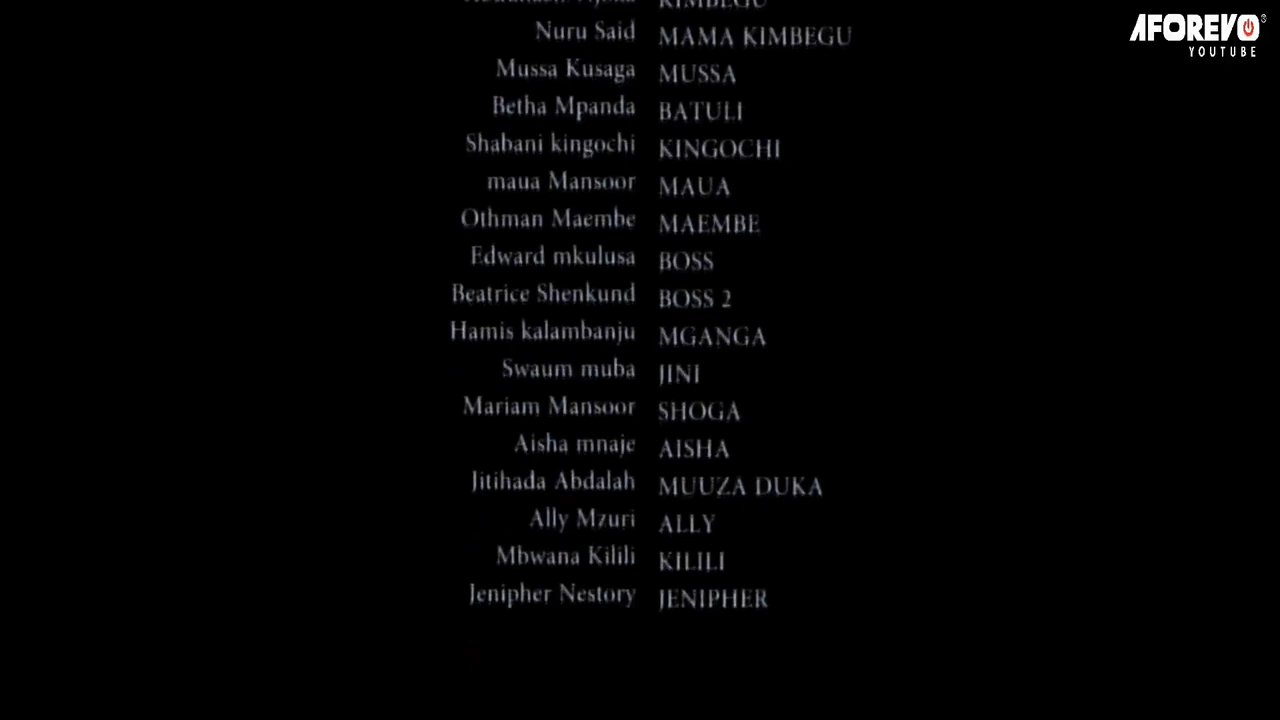 KIMBEGU
Nuru Said MAMA KIMBEGU
Mussa Kusaga MUSSA
Betha Mpanda BATULI
Shabani kingochi KINGOCHI
maua Mansoor MAUA
Othman Maembe MAEMBE
Edward mkulusa BOSS
Beatrice Shenkund BOSS 2
Hamis kalambanju MGANGA
Swaum muba JINI
Mariam Mansoor SHOGA
Aisha mnaje AISHA
Jitihada Abdalah MUUZA DUKA
Ally Mzuri ALLY
Mbwana Kilili KILILI
Jenipher Nestory JENIPHER
AFOREVO®
YOUTUBE